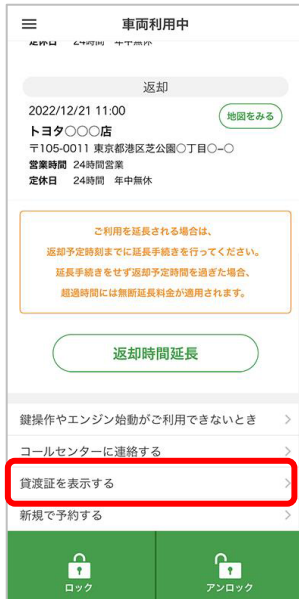 車両利用中
定休日 24時間 年中無休
返却
2022/12/21 11:00
地図をみる
トヨタ〇〇〇店
〒105-0011 東京都港区芝公園〇丁目〇−〇
営業時間 24時間営業
定休日 24時間 年中無休
ご利用を延長される場合は、
返却予定時刻までに延長手続きを行ってください。
延長手続きをせず返却予定時間を過ぎた場合、
超過時間には無断延長料金が適用されます。
返却時間延長
鍵操作やエンジン始動がご利用できないとき
コールセンターに連絡する
貸渡証を表示する
新規で予約する
ロック
アンロック